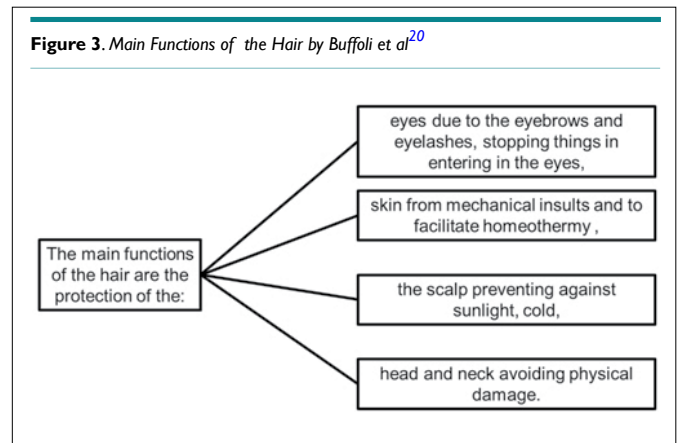 Figure 3. Main Functions of the Hair by Buffoli et al20
eyes due to the eyebrows and
eyelashes, stopping things in
entering in the eyes,
skin from mechanical insults and to
facilitate homeothermy ,
The main functions
of the hair are the
protection of the:
the scalp preventing against
sunlight, cold,
head and neck avoiding physical
damage.